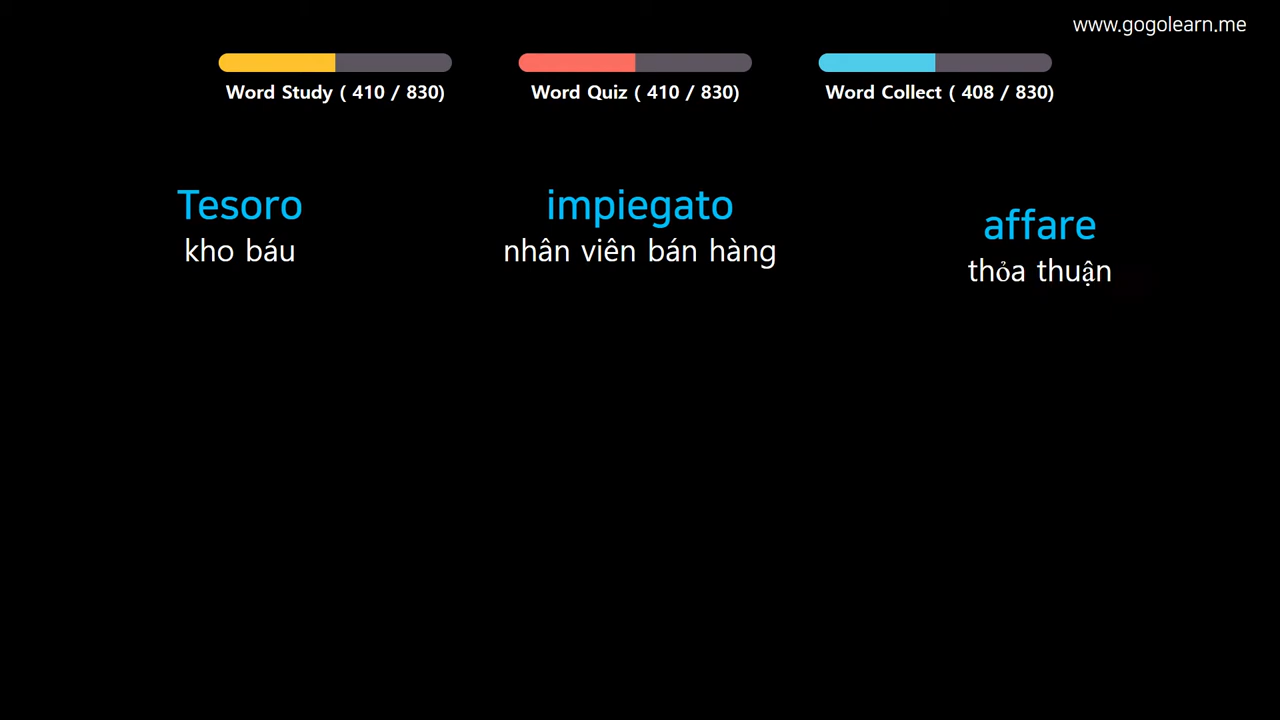 www.gogolearn.me
Word Study ( 410 / 830)
Word Quiz ( 410 / 830)
Word Collect ( 408 / 830)
Tesoro
kho báu
impiegato
nhân viên bán hàng
affare
thỏa thuận